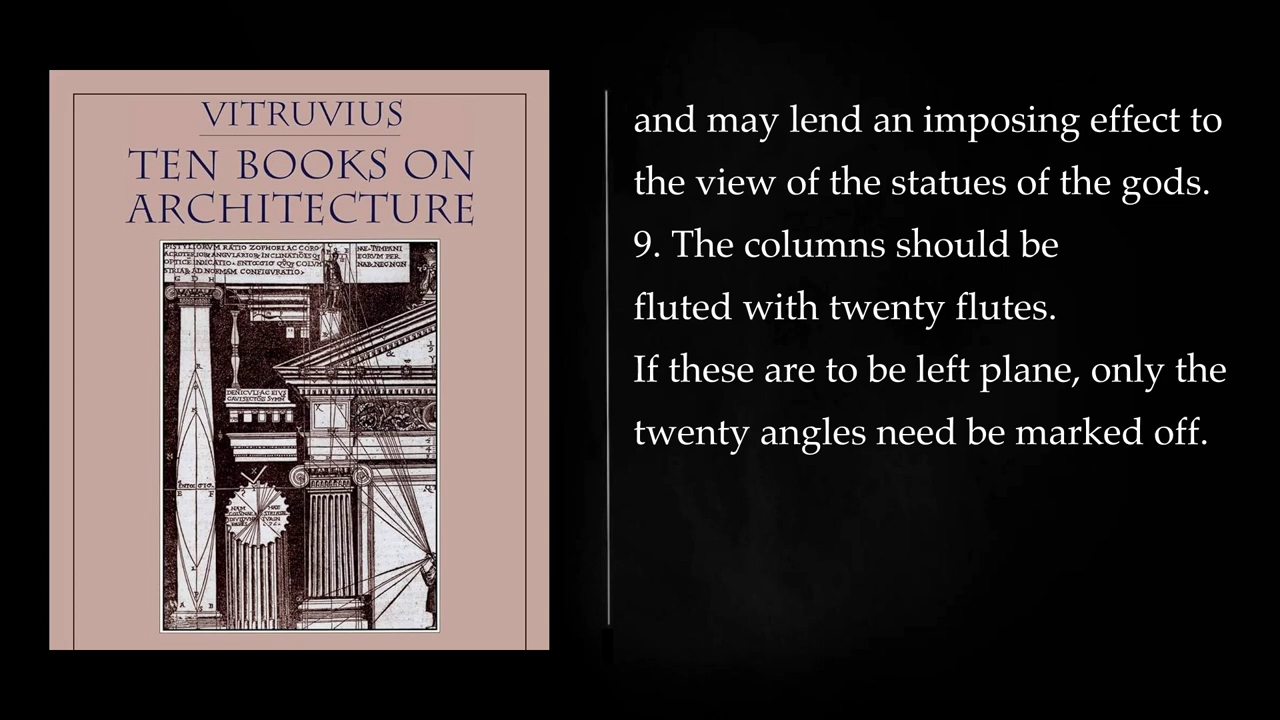 VITRUVIUS
TEN BOOKS ON
ARCHITECTURE
and may lend an imposing effect to
the view of the statues of the gods.
9. The columns should be
fluted with twenty flutes.
If these are to be left plane, only the
twenty angles need be marked off.